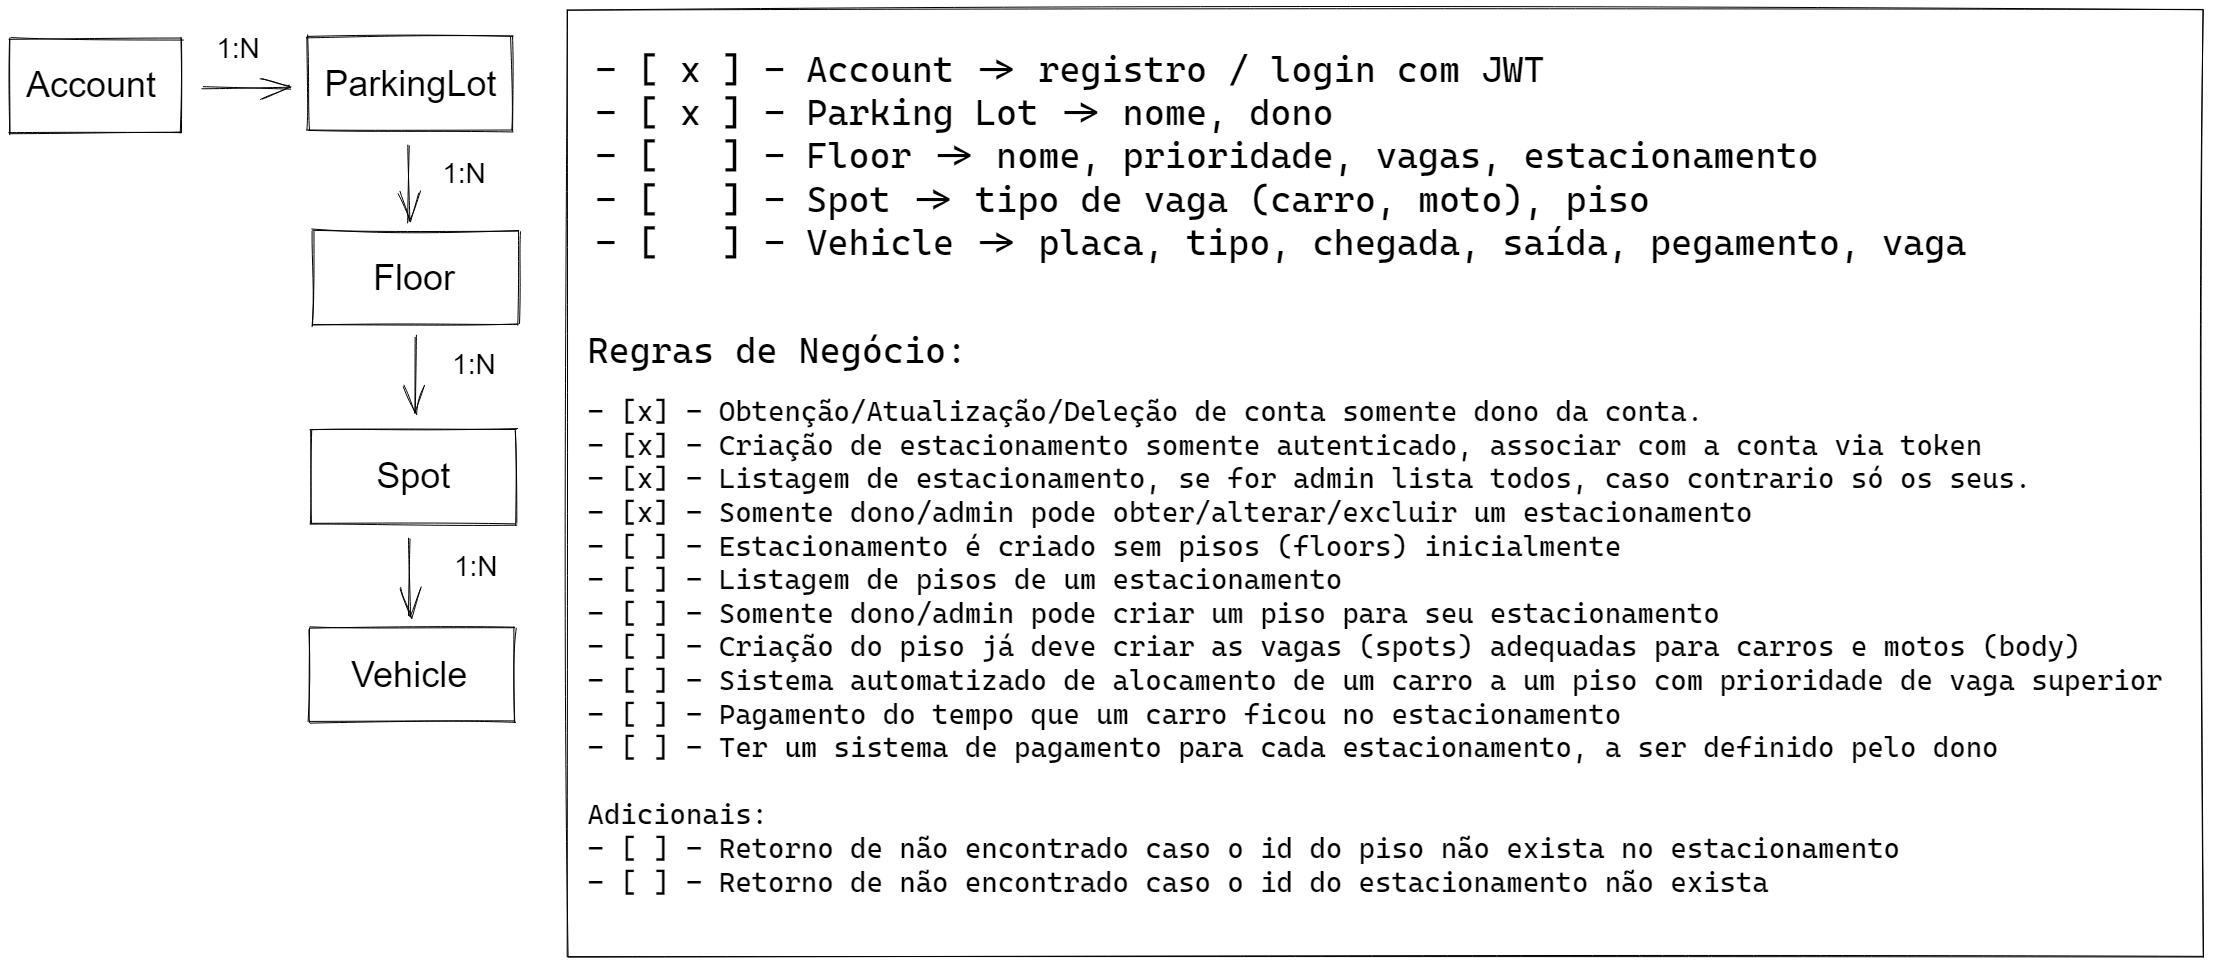 Account
1:N
ParkingLot
1:N
Floor
1:N
Spot
1:N
Vehicle
- [ x ] - Account -> registro / login com JWT
- [ x ] - Parking Lot -> nome, dono
- [   ] - Floor -> nome, prioridade, vagas, estacionamento
- [   ] - Spot -> tipo de vaga (carro, moto), piso
- [   ] - Vehicle -> placa, tipo, chegada, saída, pegamento, vaga
Regras de Negócio:
- [x] - Obtenção/Atualização/Deleção de conta somente dono da conta.
- [x] - Criação de estacionamento somente autenticado, associar com a conta via token
- [x] - Listagem de estacionamento, se for admin lista todos, caso contrario só os seus.
- [x] - Somente dono/admin pode obter/alterar/excluir um estacionamento
- [ ] - Estacionamento é criado sem pisos (floors) inicialmente
- [ ] - Listagem de pisos de um estacionamento
- [ ] - Somente dono/admin pode criar um piso para seu estacionamento
- [ ] - Criação do piso já deve criar as vagas (spots) adequadas para carros e motos (body)
- [ ] - Sistema automatizado de alocamento de um carro a um piso com prioridade de vaga superior
- [ ] - Pagamento do tempo que um carro ficou no estacionamento
- [ ] - Ter um sistema de pagamento para cada estacionamento, a ser definido pelo dono
Adicionais:
- [ ] - Retorno de não encontrado caso o id do piso não exista no estacionamento
- [ ] - Retorno de não encontrado caso o id do estacionamento não exista